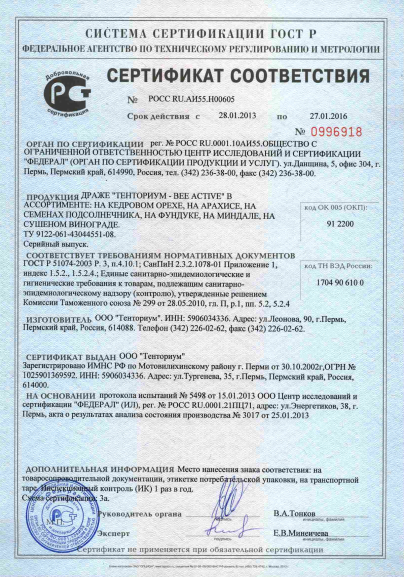 СИСТЕМА СЕРТИФИКАЦИИ ГОСТ Р
ФЕДЕРАЛЬНОЕ АГЕНТСТВО ПО ТЕХНИЧЕСКОМУ РЕГУЛИРОВАНИЮ И МЕТРОЛОГИИ
Добровольная сертификация
СЕРТИФИКАТ СООТВЕТСТВИЯ
№ РОСС RU.АИ55.Н00605
Срок действия с 28.01.2013 по 27.01.2016
№ 0996918
ОРГАН ПО СЕРТИФИКАЦИИ рег. № РОСС RU.0001.10АИ55.ОБЩЕСТВО С
ОГРАНИЧЕННОЙ ОТВЕТСТВЕННОСТЬЮ ЦЕНТР ИССЛЕДОВАНИЙ И СЕРТИФИКАЦИИ
"ФЕДЕРАЛ" (ОРГАН ПО СЕРТИФИКАЦИИ ПРОДУКЦИИ И УСЛУГ). ул.Данщина, 5, офис 304, г.
Пермь, Пермский край, 614990, Россия, тел. (342) 236-38-00, факс (342) 236-38-00.
ПРОДУКЦИЯ ДРАЖЕ "ТЕНТОРИУМ - BEE ACTIVE" В
АССОРТИМЕНТЕ: НА КЕДРОВОМ ОРЕХЕ, НА АРАХИСЕ, НА
СЕМЕНАХ ПОДСОЛНЕЧНИКА, НА ФУНДУКЕ, НА МИНДАЛЕ, НА
СУШЕНОМ ВИНОГРАДЕ.
ТУ 9122-061-43044551-08.
Серийный выпуск.
код ОК 005 (ОКП):
91 2200
СООТВЕТСТВУЕТ ТРЕБОВАНИЯМ НОРМАТИВНЫХ ДОКУМЕНТОВ
ГОСТ Р 51074-2003 Р. 3, п.4.10.1; СанПиН 2.3.2.1078-01 Приложение 1,
индекс 1.5.2., 1.5.2.4.; Единые санитарно-эпидемиологические и
гигиенические требования к товарам, подлежащим санитарно-
эпидемиологическому надзору (контролю), утвержденные решением
Комиссии Таможенного союза № 299 от 28.05.2010, гл. П, р.1, пп. 5.2, 5.2.4
код ТН ВЭД России:
1704 90 610 0
ИЗГОТОВИТЕЛЬ ООО "Тенториум". ИНН: 5906034336. Адрес: ул.Леонова, 90, г.Пермь,
Пермский край, Россия, 614088. Телефон (342) 226-02-62, факс (342) 226-02-62.
СЕРТИФИКАТ ВЫДАН ООО "Тенториум"
Зарегистрировано ИМНС РФ по Мотовилихинскому району г. Перми от 30.10.2002г,ОГРН №
1025901369592. ИНН: 5906034336. Адрес: ул.Тургенева, 35, г.Пермь, Пермский край, Россия,
614000.
НА ОСНОВАНИИ протокола испытаний № 5498 от 15.01.2013 ООО Центр исследований и
сертификации "ФЕДЕРАЛ" (ИЛ), рег. № РОСС RU.0001.21ПЦ71, адрес: ул.Энергетиков, 38, г.
Пермь, акта о результатах анализа состояния производства № 3017 от 25.01.2013
ДОПОЛНИТЕЛЬНАЯ ИНФОРМАЦИЯ Место нанесения знака соответствия: на
товаросопроводительной документации, этикетке потребительской упаковки, на транспортной
таре. Инспекционный контроль (ИК) 1 раз в год.
Схема сертификации: 3а.
Руководитель органа
подпись
В.А.Тонков
инициалы, фамилия
М.П.
Эксперт
подпись
Е.В.Миневчева
инициалы, фамилия
Сертификат не применяется при обязательной сертификации